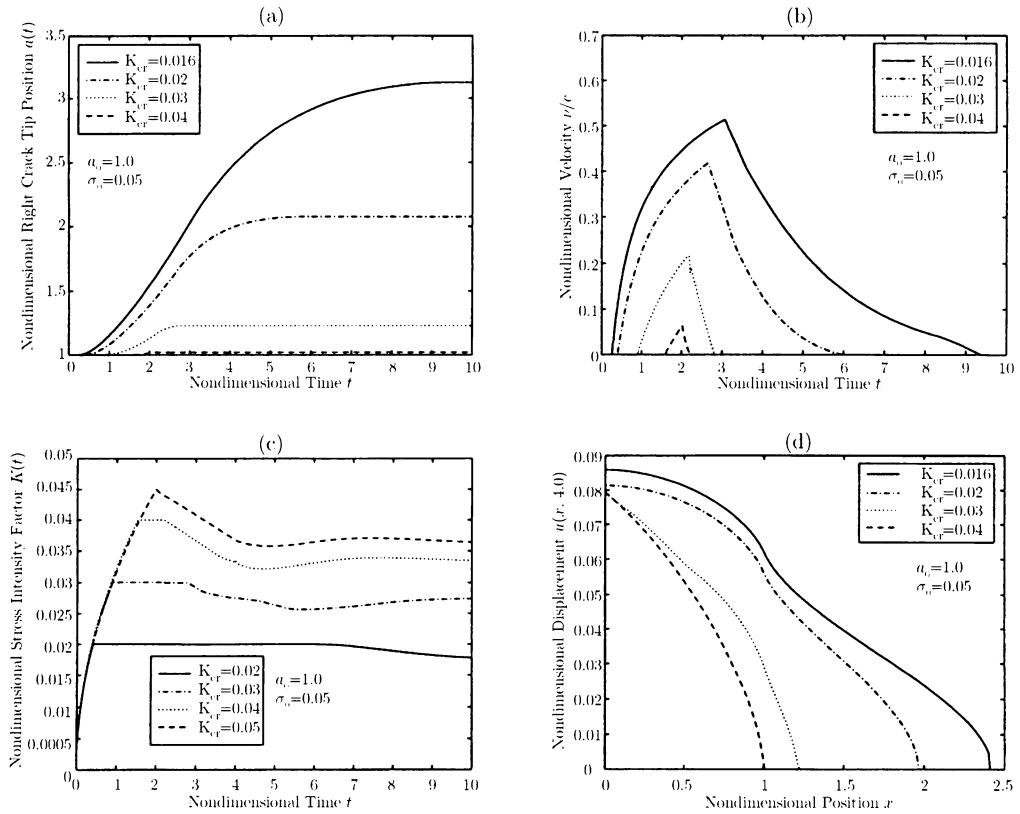 (a)
Nondimensional Right Crack Tip Position a(t)
3.5
3
2.5
2
1.5
1
K_cr=0.016
K_cr=0.02
K_cr=0.03
K_cr=0.04
a_o=1.0
σ_o=0.05
0 1 2 3 4 5 6 7 8 9 10
Nondimensional Time t
(b)
Nondimensional Velocity ν/c
0.7
0.6
0.5
0.4
0.3
0.2
0.1
0
K_cr=0.016
K_cr=0.02
K_cr=0.03
K_cr=0.04
a_o=1.0
σ_o=0.05
0 1 2 3 4 5 6 7 8 9 10
Nondimensional Time t
(c)
Nondimensional Stress Intensity Factor K(t)
0.05
0.045
0.04
0.035
0.03
0.025
0.02
0.015
0.01
0.0005
0
K_cr=0.02
K_cr=0.03
K_cr=0.04
K_cr=0.05
a_o=1.0
σ_o=0.05
0 1 2 3 4 5 6 7 8 9 10
Nondimensional Time t
(d)
Nondimensional Displacement u(x. 4.0)
0.09
0.08
0.07
0.06
0.05
0.04
0.03
0.02
0.01
0
K_cr=0.016
K_cr=0.02
K_cr=0.03
K_cr=0.04
a_o=1.0
σ_o=0.05
0 0.5 1 1.5 2 2.5
Nondimensional Position x